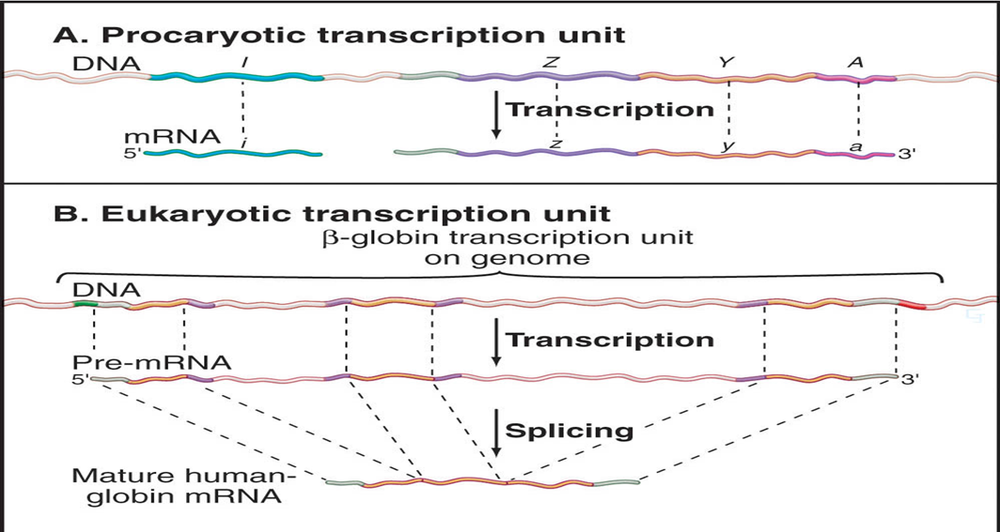 A. Procaryotic transcription unit
DNA I Z Y A
Transcription
mRNA
5' i z y a 3'
B. Eukaryotic transcription unit
β-globin transcription unit
on genome
DNA
Transcription
Pre-mRNA
5' 3'
Splicing
Mature human-
globin mRNA